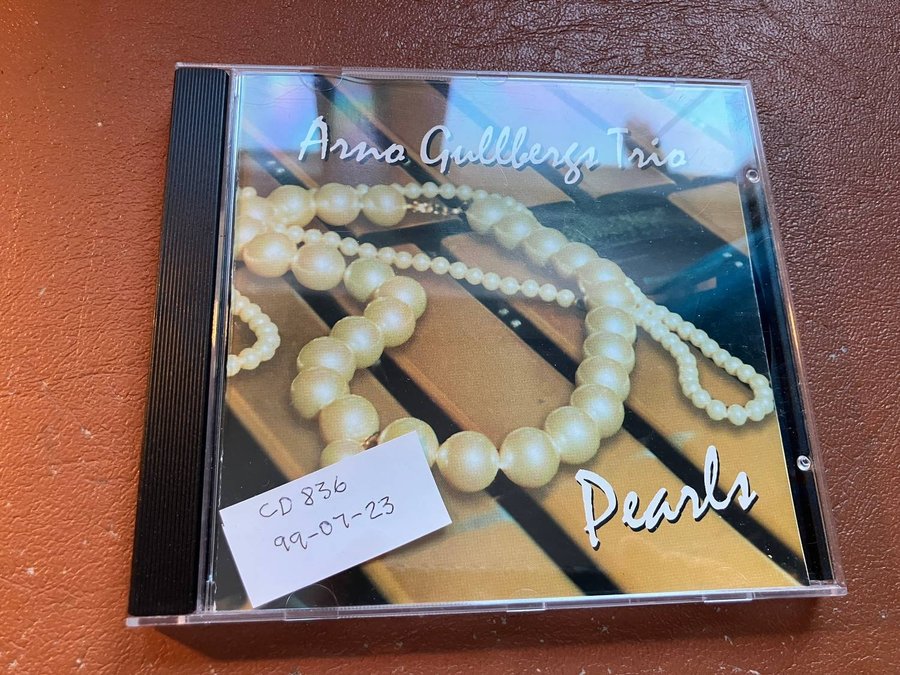 Arno Gullbergs Trio
Pearls
CD 836
99-07-23